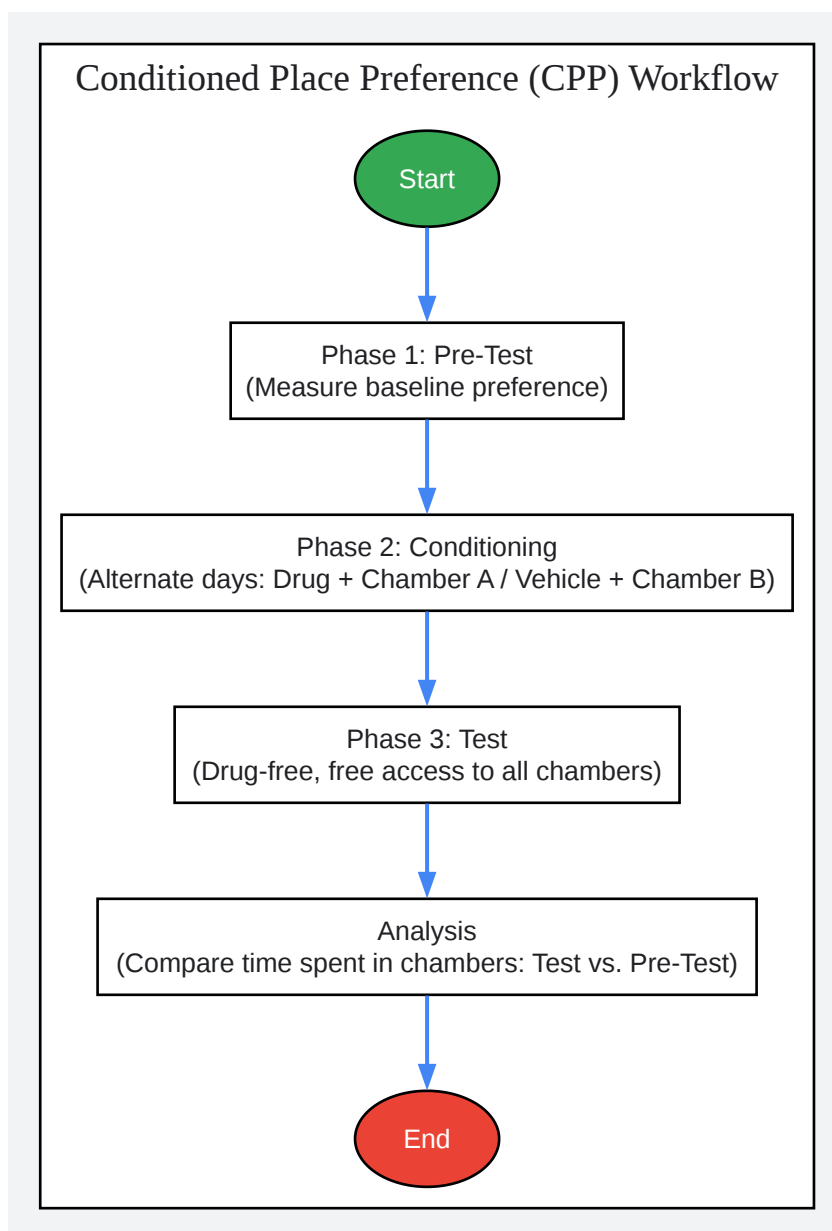 Conditioned Place Preference (CPP) Workflow
Start
Phase 1: Pre-Test
(Measure baseline preference)
Phase 2: Conditioning
(Alternate days: Drug + Chamber A / Vehicle + Chamber B)
Phase 3: Test
(Drug-free, free access to all chambers)
Analysis
(Compare time spent in chambers: Test vs. Pre-Test)
End